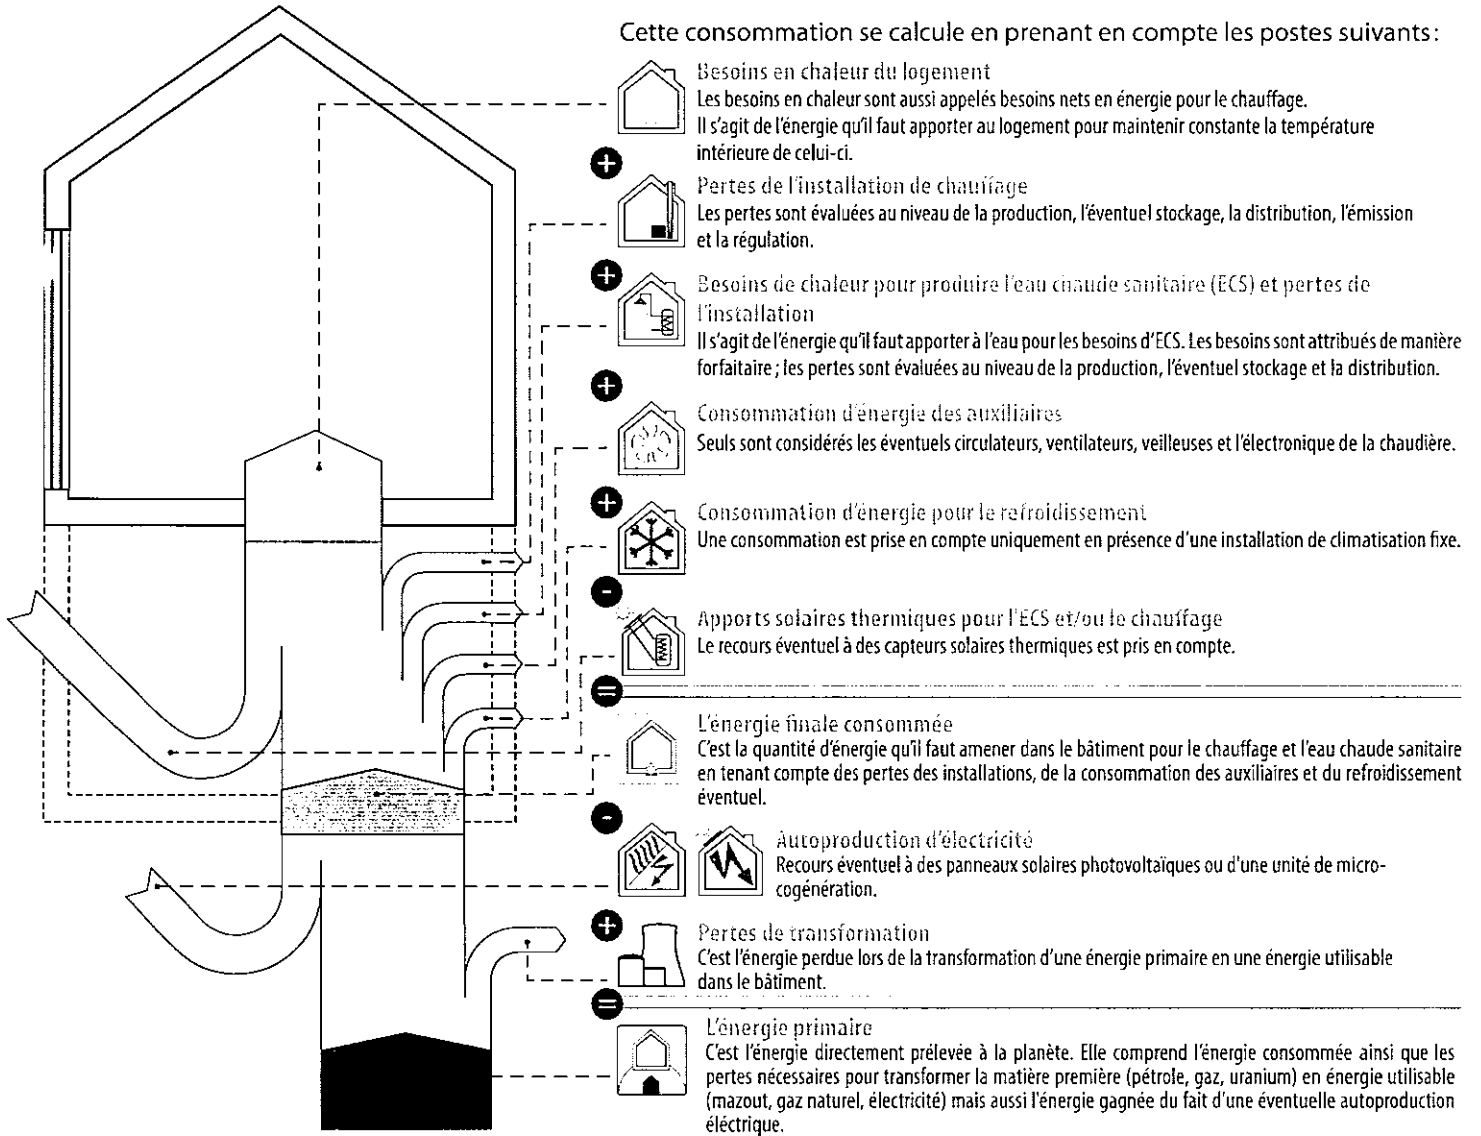 Cette consommation se calcule en prenant en compte les postes suivants:
Besoins en chaleur du logement
Les besoins en chaleur sont aussi appelés besoins nets en énergie pour le chauffage.
Il s'agit de l'énergie qu'il faut apporter au logement pour maintenir constante la température
intérieure de celui-ci.
+
Pertes de l'installation de chauffage
Les pertes sont évaluées au niveau de la production, l'éventuel stockage, la distribution, l'émission
et la régulation.
+
Besoins de chaleur pour produire l'eau chaude sanitaire (ECS) et pertes de
l'installation
Il s'agit de l'énergie qu'il faut apporter à l'eau pour les besoins d'ECS. Les besoins sont attribués de manière
forfaitaire ; les pertes sont évaluées au niveau de la production, l'éventuel stockage et la distribution.
+
Consommation d'énergie des auxiliaires
Seuls sont considérés les éventuels circulateurs, ventilateurs, veilleuses et l'électronique de la chaudière.
+
Consommation d'énergie pour le refroidissement
Une consommation est prise en compte uniquement en présence d'une installation de climatisation fixe.
-
Apports solaires thermiques pour l'ECS et/ou le chauffage
Le recours éventuel à des capteurs solaires thermiques est pris en compte.
=
L'énergie finale consommée
C'est la quantité d'énergie qu'il faut amener dans le bâtiment pour le chauffage et l'eau chaude sanitaire
en tenant compte des pertes des installations, de la consommation des auxiliaires et du refroidissement
éventuel.
-
Autoproduction d'électricité
Recours éventuel à des panneaux solaires photovoltaïques ou d'une unité de micro-
cogénération.
+
Pertes de transformation
C'est l'énergie perdue lors de la transformation d'une énergie primaire en une énergie utilisable
dans le bâtiment.
=
L'énergie primaire
C'est l'énergie directement prélevée à la planète. Elle comprend l'énergie consommée ainsi que les
pertes nécessaires pour transformer la matière première (pétrole, gaz, uranium) en énergie utilisable
(mazout, gaz naturel, électricité) mais aussi l'énergie gagnée du fait d'une éventuelle autoproduction
éléctrique.